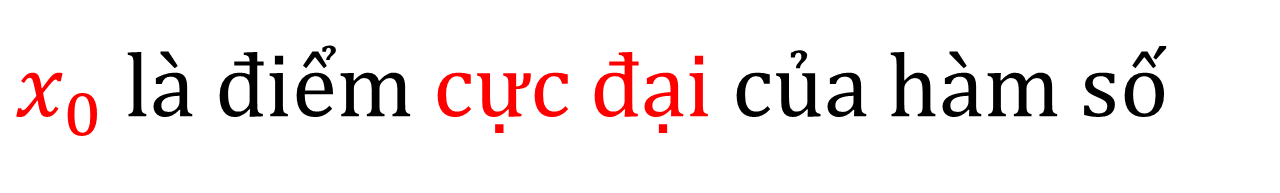 x₀ là điểm cực đại của hàm số